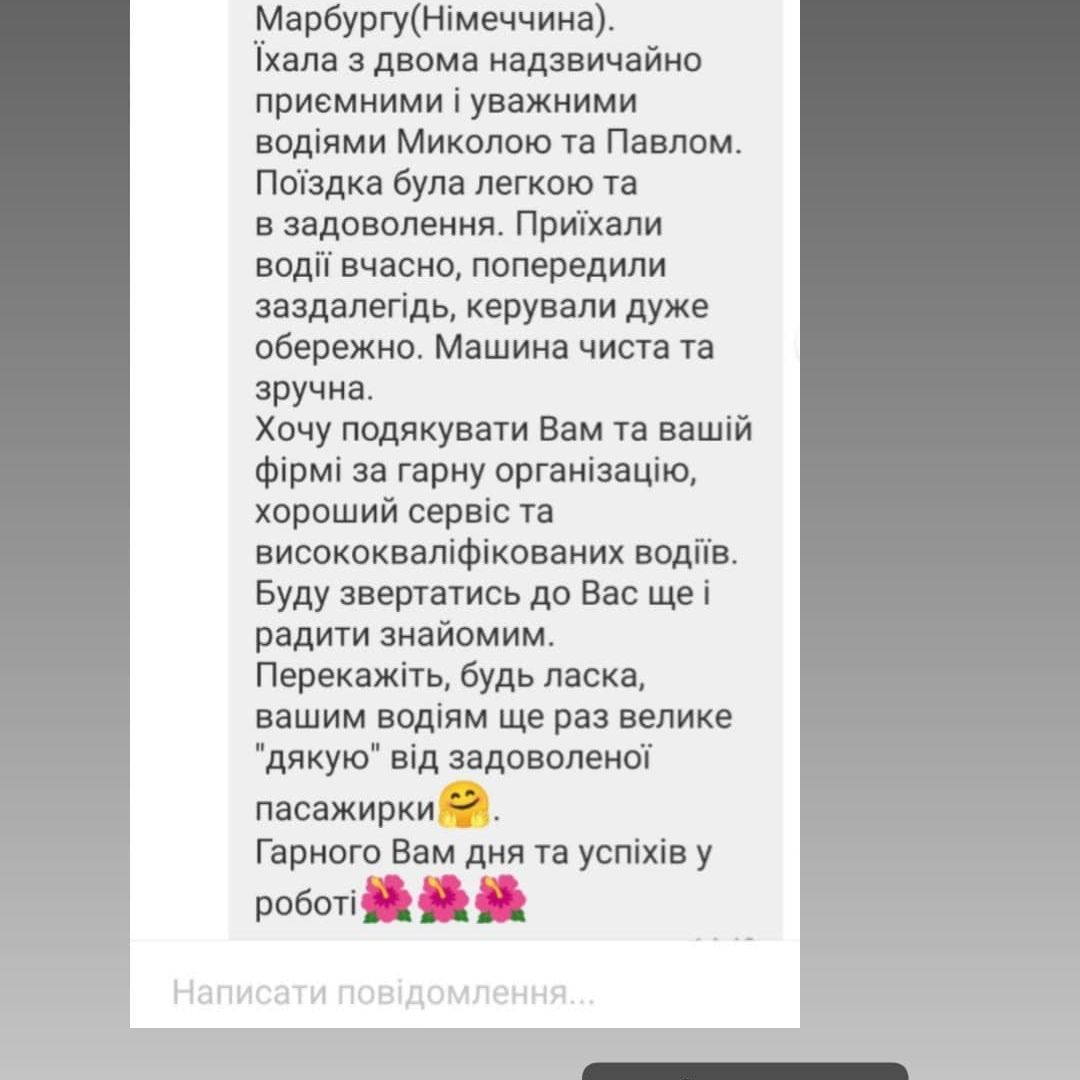 Марбургу(Німеччина).
Їхала з двома надзвичайно
приємними і уважними
водіями Миколою та Павлом.
Поїздка була легкою та
в задоволення. Приїхали
водії вчасно, попередили
заздалегідь, керували дуже
обережно. Машина чиста та
зручна.
Хочу подякувати Вам та вашій
фірмі за гарну організацію,
хороший сервіс та
висококваліфікованих водіїв.
Буду звертатись до Вас ще і
радити знайомим.
Перекажіть, будь ласка,
вашим водіям ще раз велике
"дякую" від задоволеної
пасажирки🤗.
Гарного Вам дня та успіхів у
роботі🌺🌺🌺
Написати повідомлення...